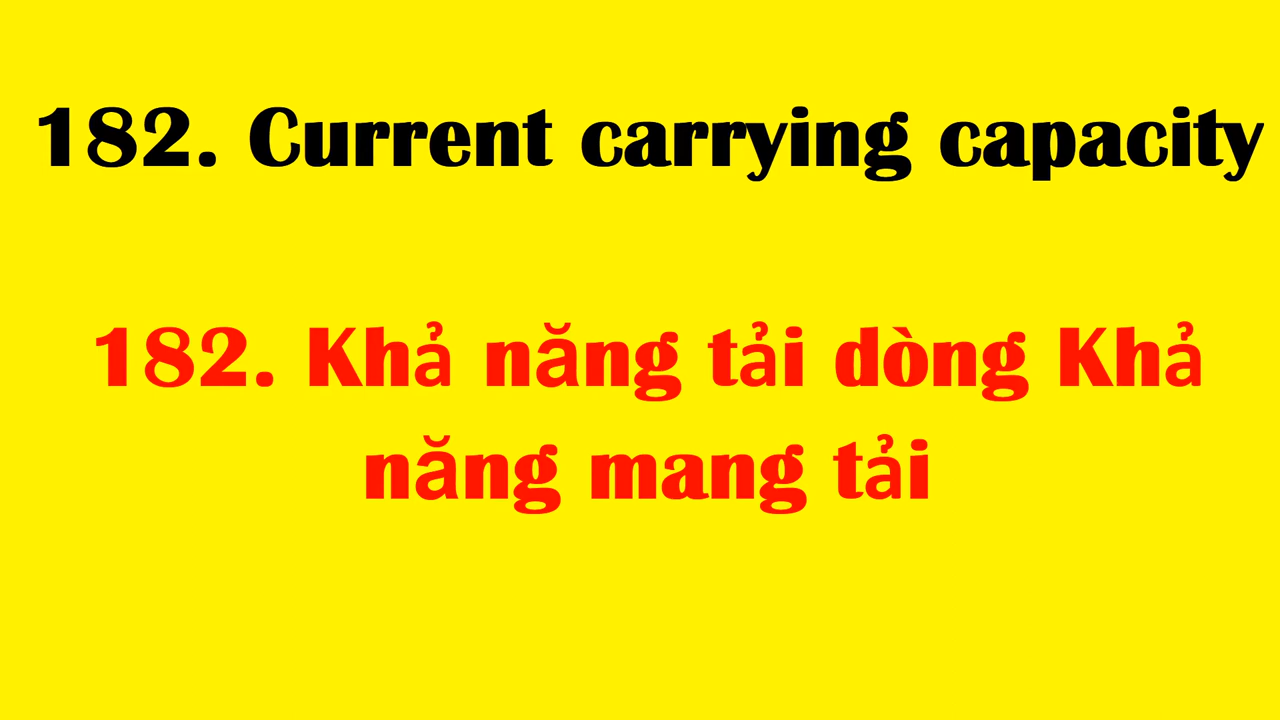 182. Current carrying capacity
182. Khả năng tải dòng Khả
năng mang tải